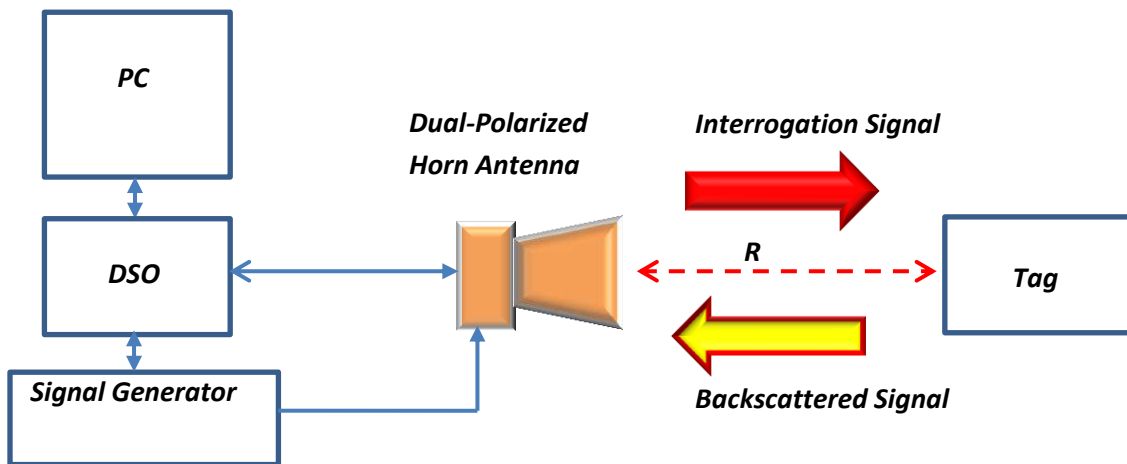 PC
Dual-Polarized
Horn Antenna
Interrogation Signal
DSO
R
Tag
Signal Generator
Backscattered Signal